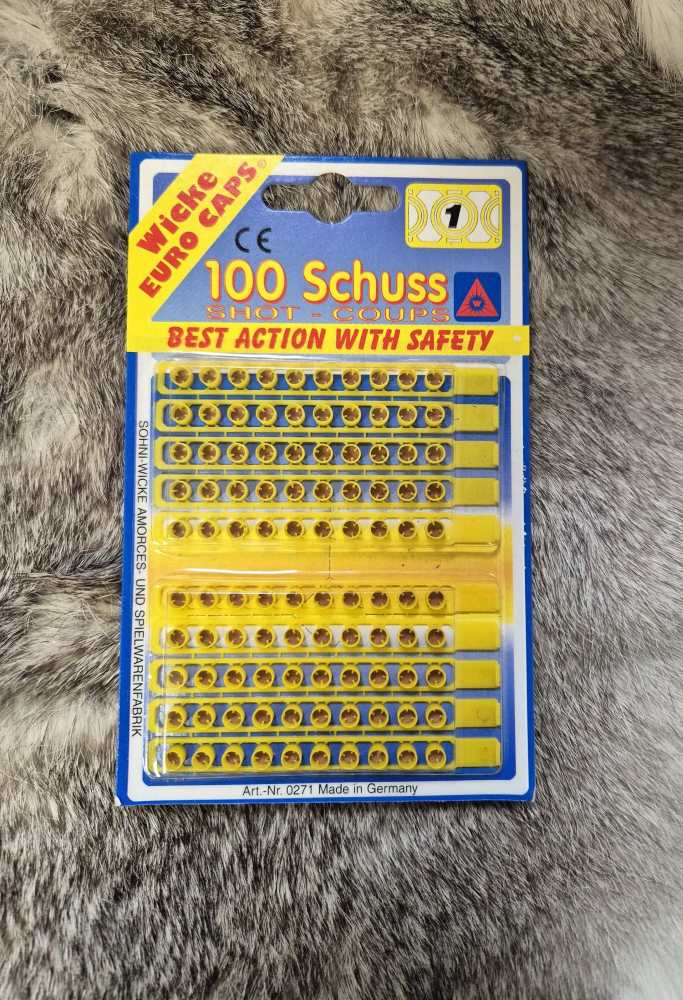 Wicke
EURO CAPS®
CE
1
100 Schuss
SHOT - COUPS
W
BEST ACTION WITH SAFETY
SOHNI-WICKE AMORCES- UND SPIELWARENFABRIK
Art.-Nr. 0271 Made in Germany